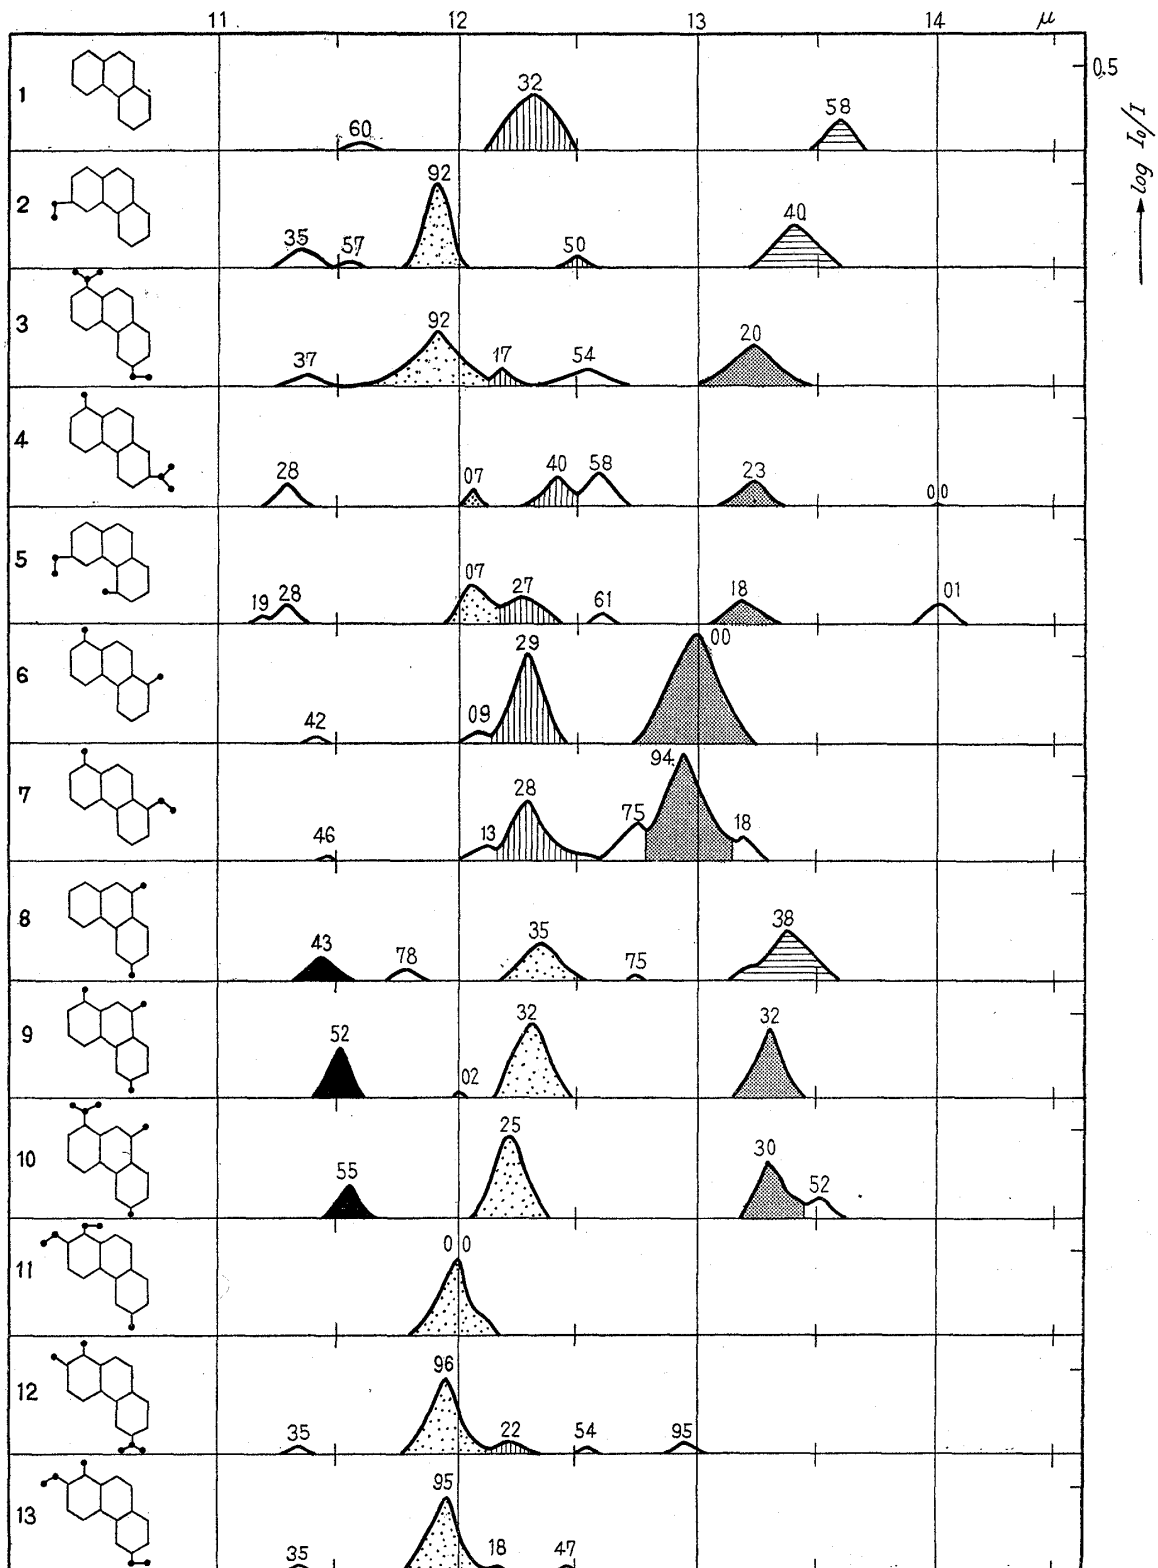 11 12 13 14 μ
0.5
→log I₀/I
1 60 32 58
2 35 57 92 50 40
3 37 92 17 54 20
4 28 07 40 58 23 00
5 19 28 07 27 61 18 01
6 42 09 29 00
7 46 13 28 75 94 18
8 43 78 35 75 38
9 52 02 32 32
10 55 25 30 52
11 00
12 35 96 22 54 95
13 35 95 18 47